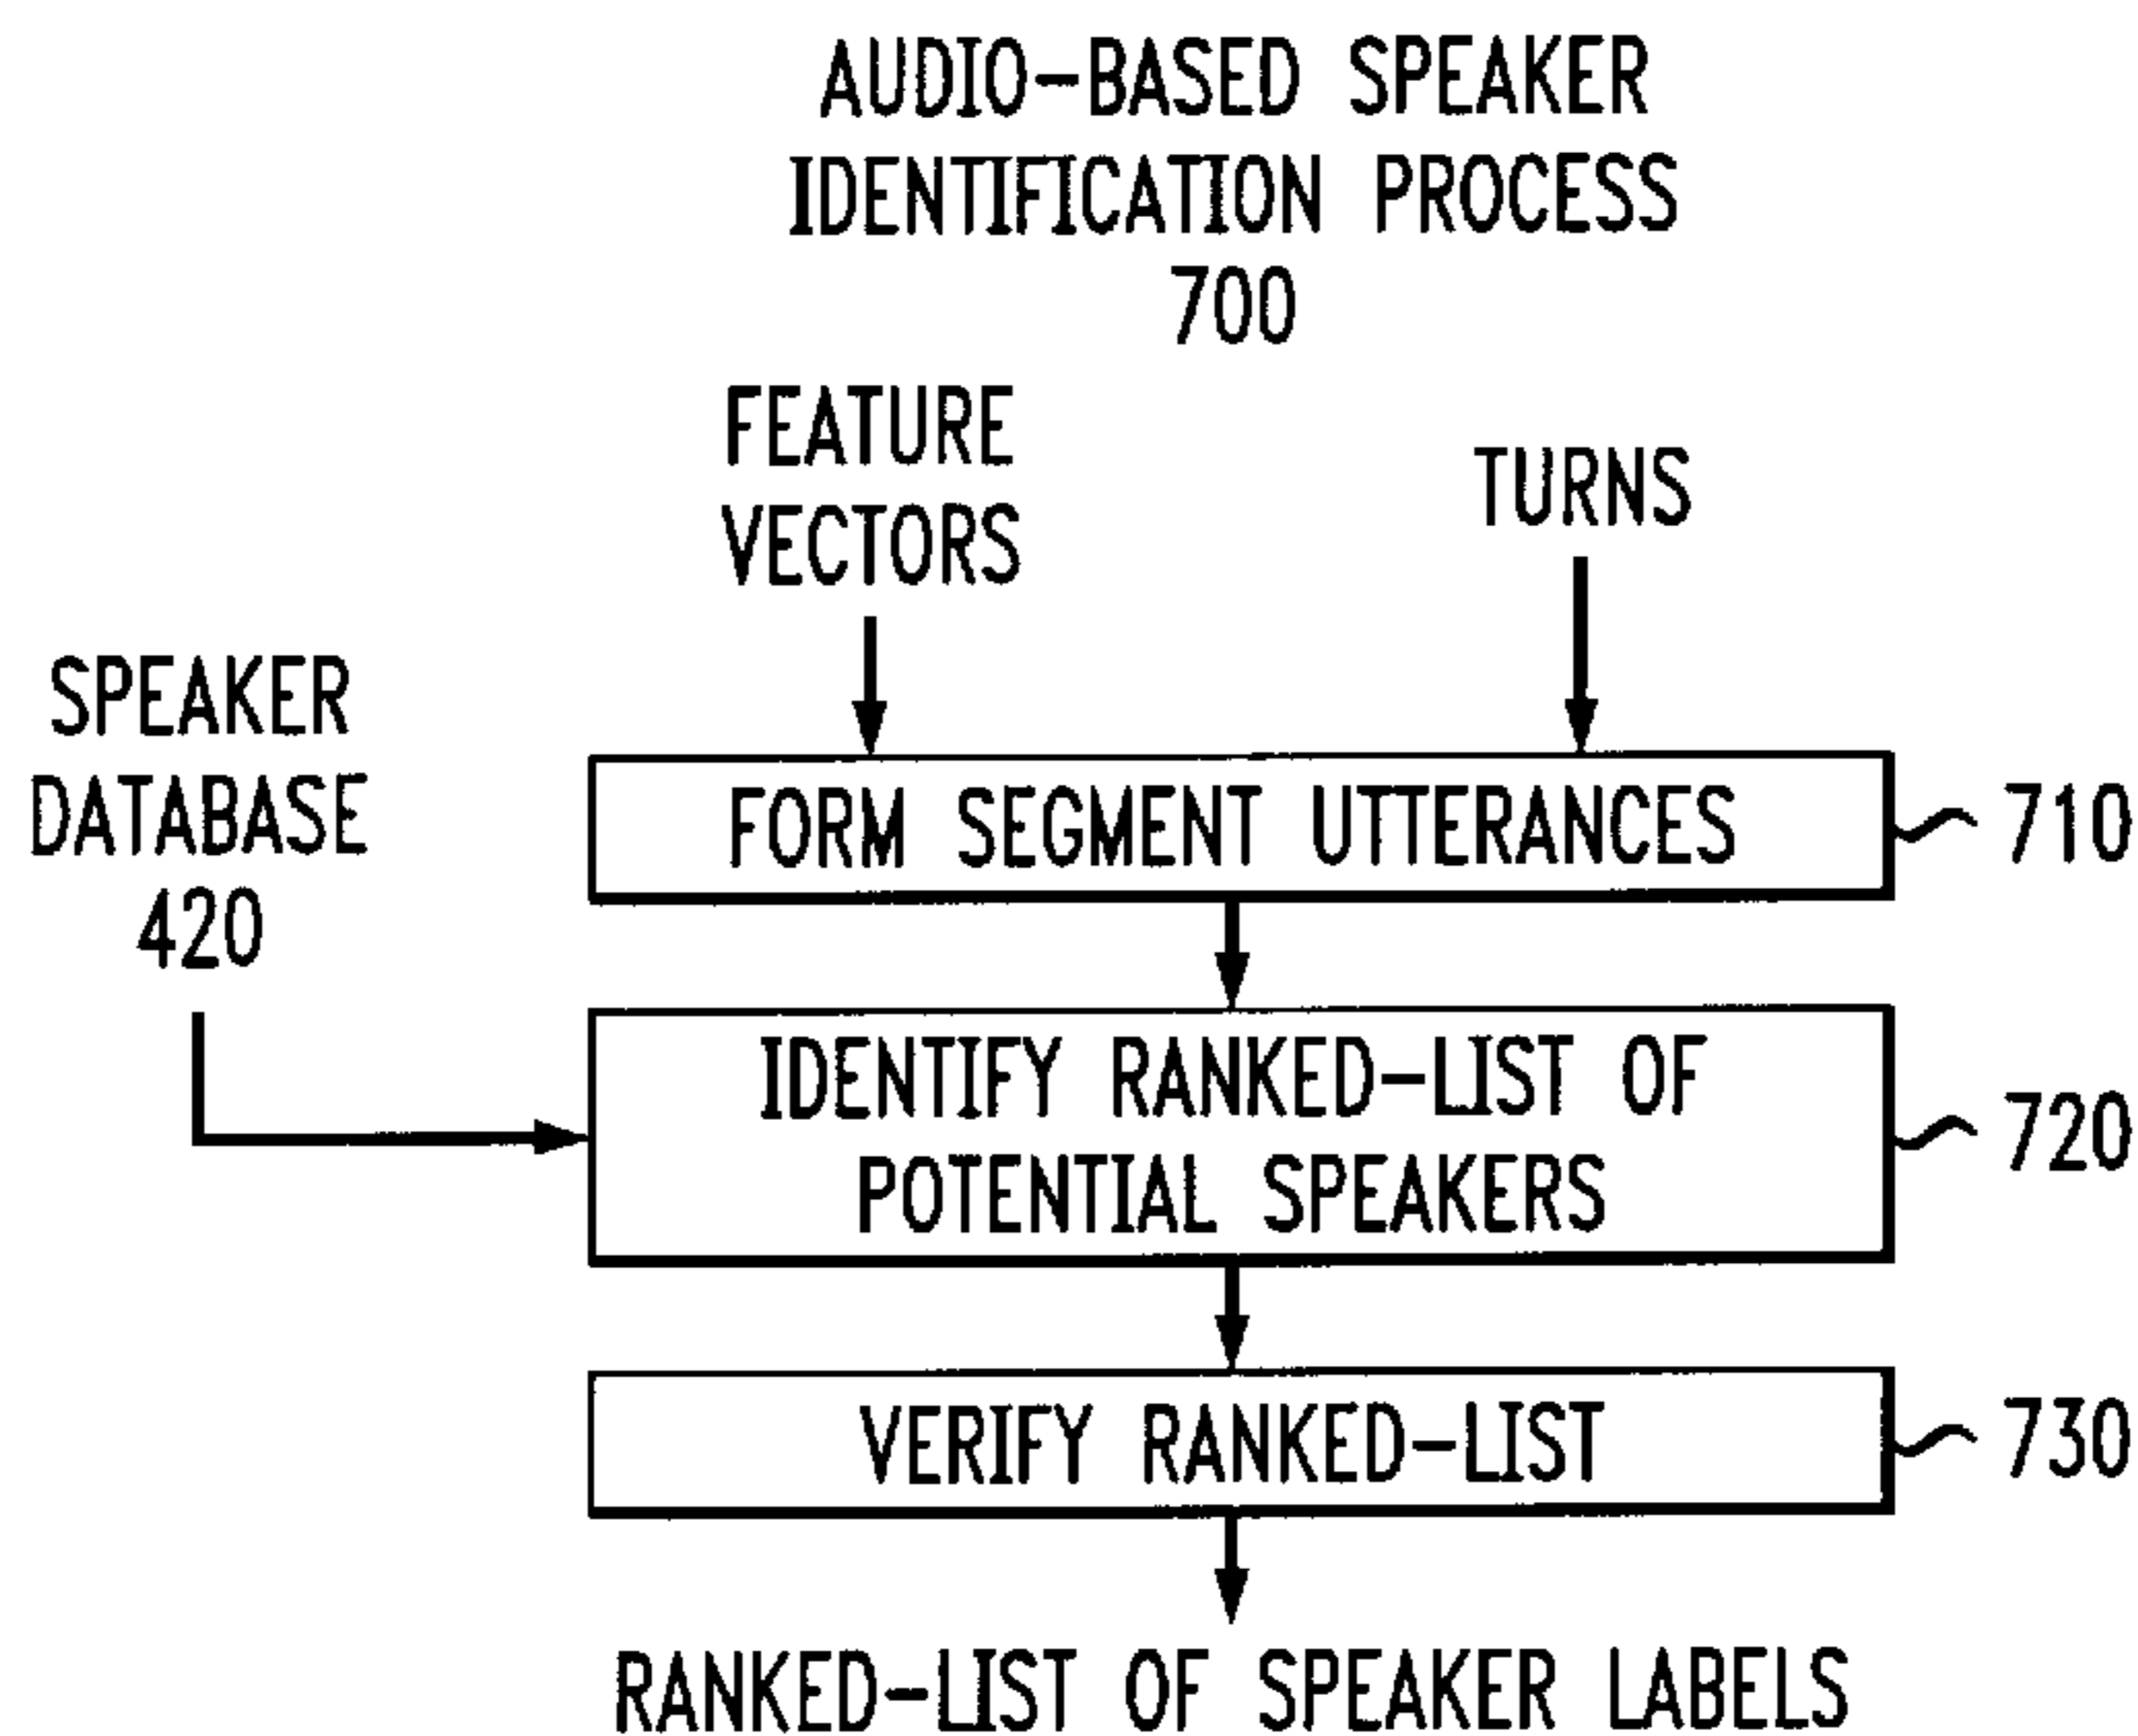 AUDIO-BASED SPEAKER
IDENTIFICATION PROCESS
700
FEATURE
VECTORS
TURNS
SPEAKER
DATABASE
420
FORM SEGMENT UTTERANCES
710
IDENTIFY RANKED-LIST OF
POTENTIAL SPEAKERS
720
VERIFY RANKED-LIST
730
RANKED-LIST OF SPEAKER LABELS